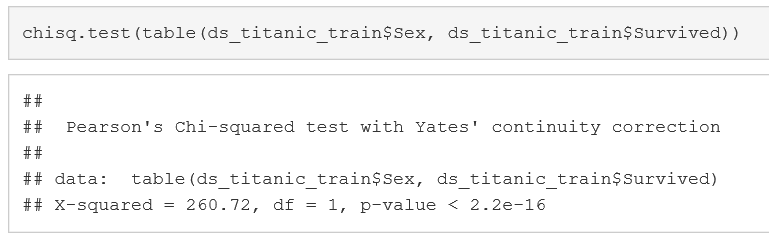 chisq.test(table(ds_titanic_train$Sex, ds_titanic_train$Survived))
##
##  Pearson's Chi-squared test with Yates' continuity correction
##
## data:  table(ds_titanic_train$Sex, ds_titanic_train$Survived)
## X-squared = 260.72, df = 1, p-value < 2.2e-16